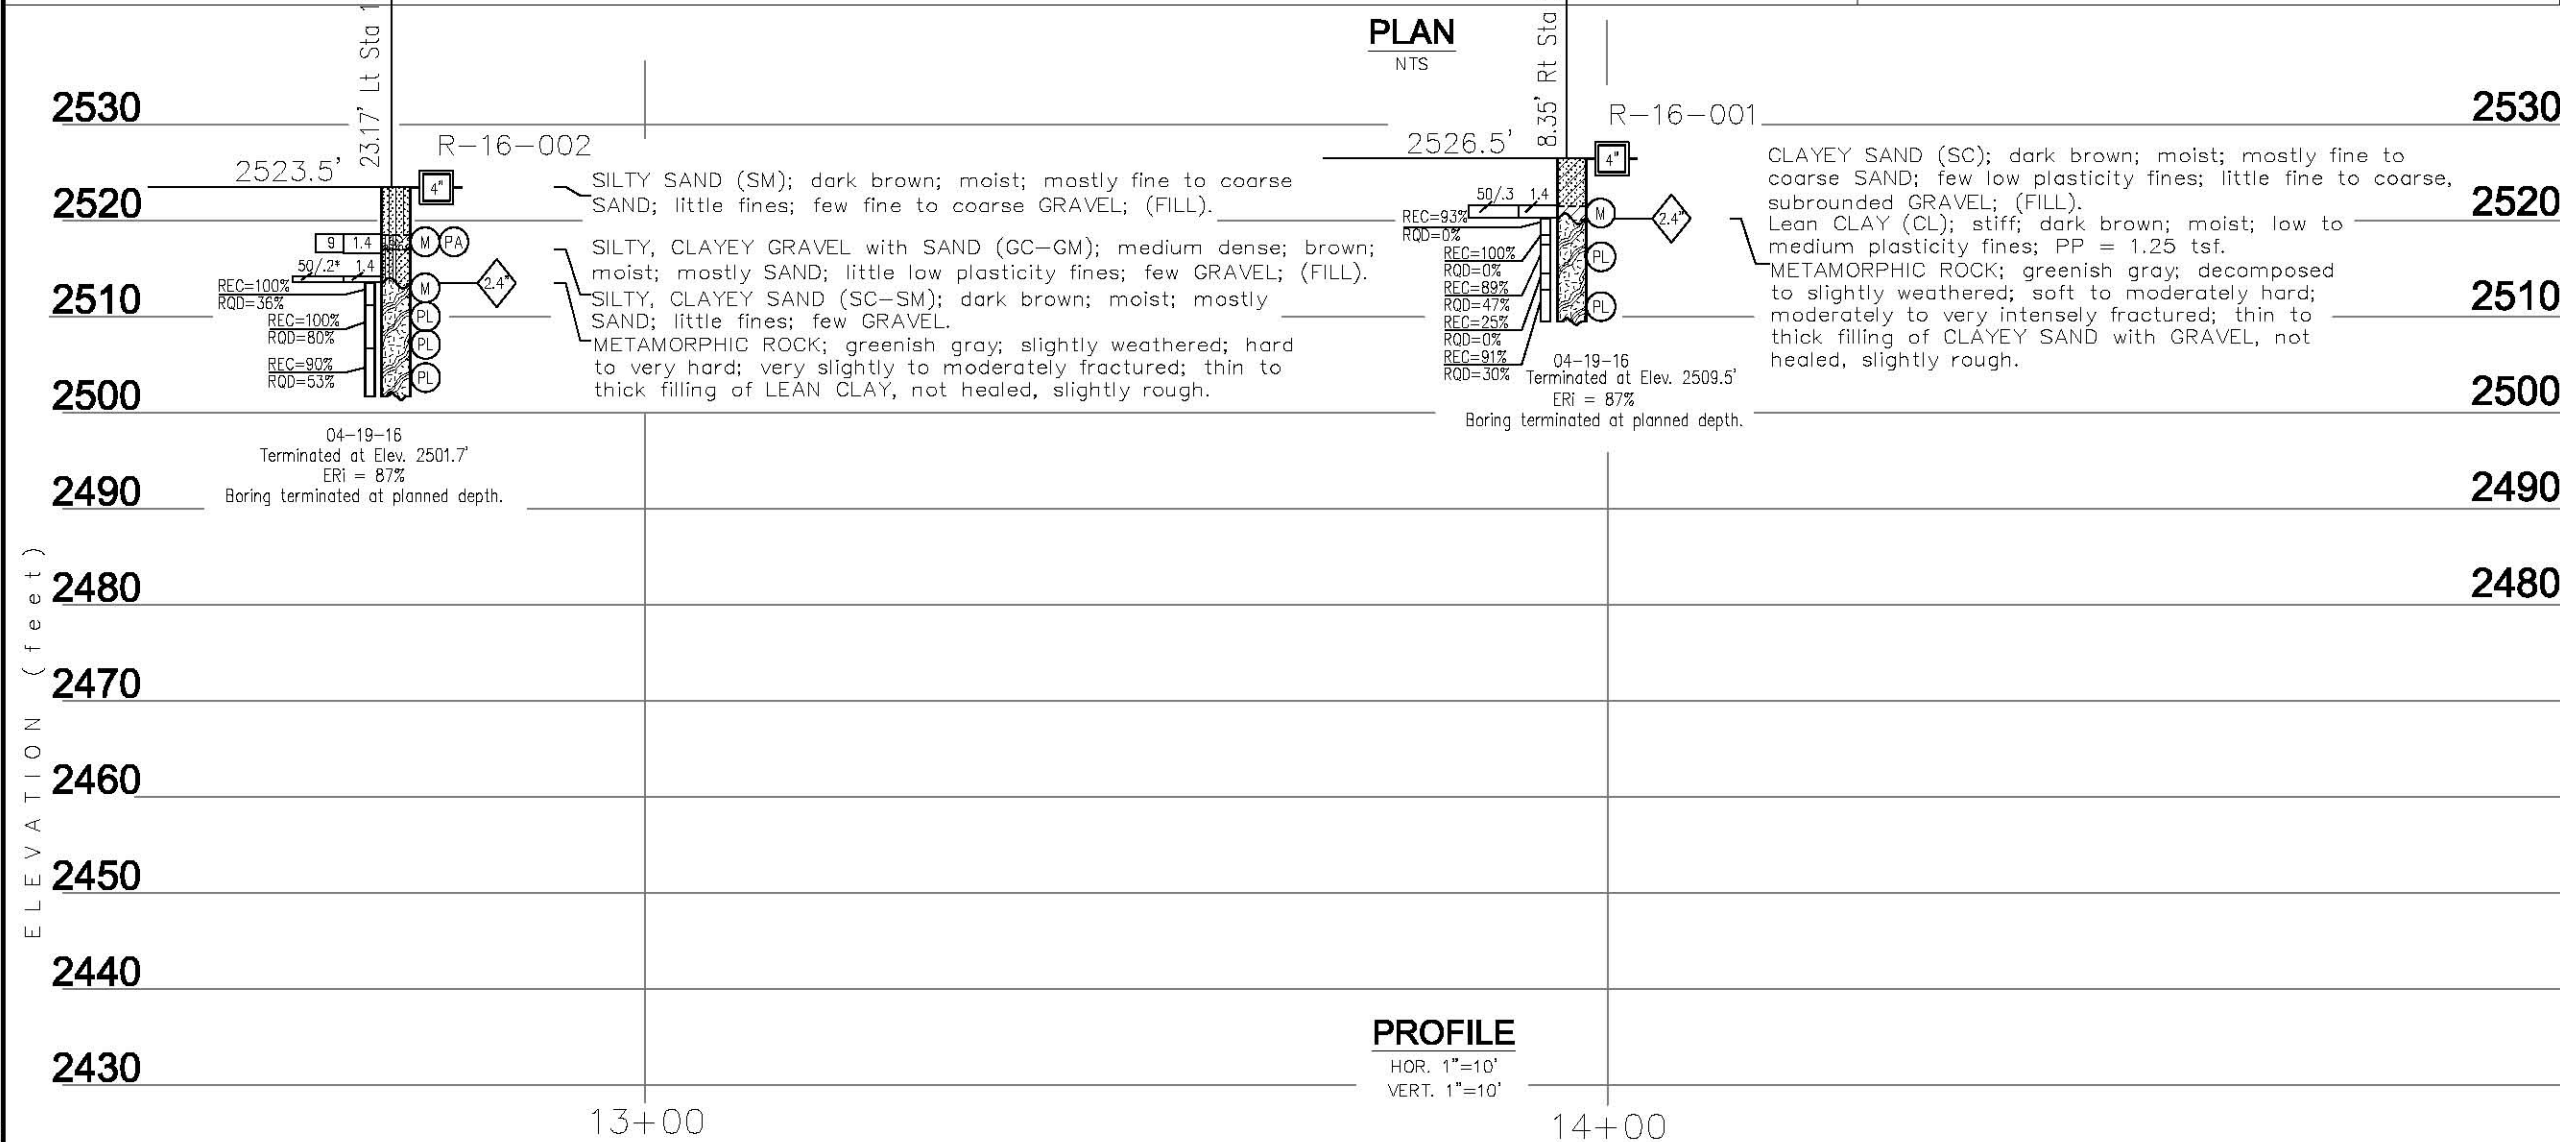 PLAN
NTS
23.17' Lt Sta 1
8.35' Rt Sta
2530
2530
R-16-002
2523.5'
4"
SILTY SAND (SM); dark brown; moist; mostly fine to coarse
SAND; little fines; few fine to coarse GRAVEL; (FILL).
SILTY, CLAYEY GRAVEL with SAND (GC-GM); medium dense; brown;
moist; mostly SAND; little low plasticity fines; few GRAVEL; (FILL).
SILTY, CLAYEY SAND (SC-SM); dark brown; moist; mostly
SAND; little fines; few GRAVEL.
METAMORPHIC ROCK; greenish gray; slightly weathered; hard
to very hard; very slightly to moderately fractured; thin to
thick filling of LEAN CLAY, not healed, slightly rough.
9 1.4
M PA
50/.2* 1.4
M
2.4"
REC=100%
RQD=36%
PL
REC=100%
RQD=80%
PL
REC=90%
RQD=53%
PL
04-19-16
Terminated at Elev. 2501.7'
ERi = 87%
Boring terminated at planned depth.
R-16-001
2526.5'
4"
CLAYEY SAND (SC); dark brown; moist; mostly fine to
coarse SAND; few low plasticity fines; little fine to coarse,
subrounded GRAVEL; (FILL).
Lean CLAY (CL); stiff; dark brown; moist; low to
medium plasticity fines; PP = 1.25 tsf.
METAMORPHIC ROCK; greenish gray; decomposed
to slightly weathered; soft to moderately hard;
moderately to very intensely fractured; thin to
thick filling of CLAYEY SAND with GRAVEL, not
healed, slightly rough.
50/.3 1.4
M
2.4"
REC=93%
RQD=0%
REC=100%
RQD=0%
PL
REC=89%
RQD=47%
PL
REC=25%
RQD=0%
REC=91%
RQD=30%
04-19-16
Terminated at Elev. 2509.5'
ERi = 87%
Boring terminated at planned depth.
2520
2520
2510
2510
2500
2500
2490
2490
2480
2480
2470
2460
2450
2440
2430
ELEVATION (feet)
PROFILE
HOR. 1"=10'
VERT. 1"=10'
13+00
14+00